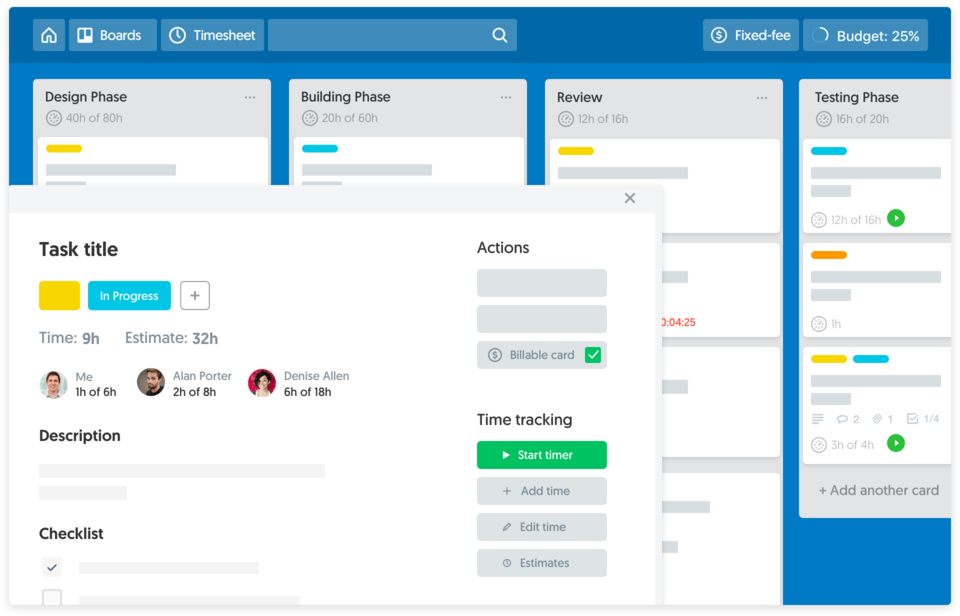 Boards
Timesheet
Fixed-fee
Budget: 25%
Design Phase
40h of 80h
Building Phase
20h of 60h
Review
12h of 16h
Testing Phase
16h of 20h
12h of 16h
1h
2 1 1/4
3h of 4h
+ Add another card
Task title
In Progress
Time: 9h Estimate: 32h
Me
1h of 6h
Alan Porter
2h of 8h
Denise Allen
6h of 18h
Description
Checklist
Actions
Billable card
Time tracking
Start timer
+ Add time
Edit time
Estimates
:04:25